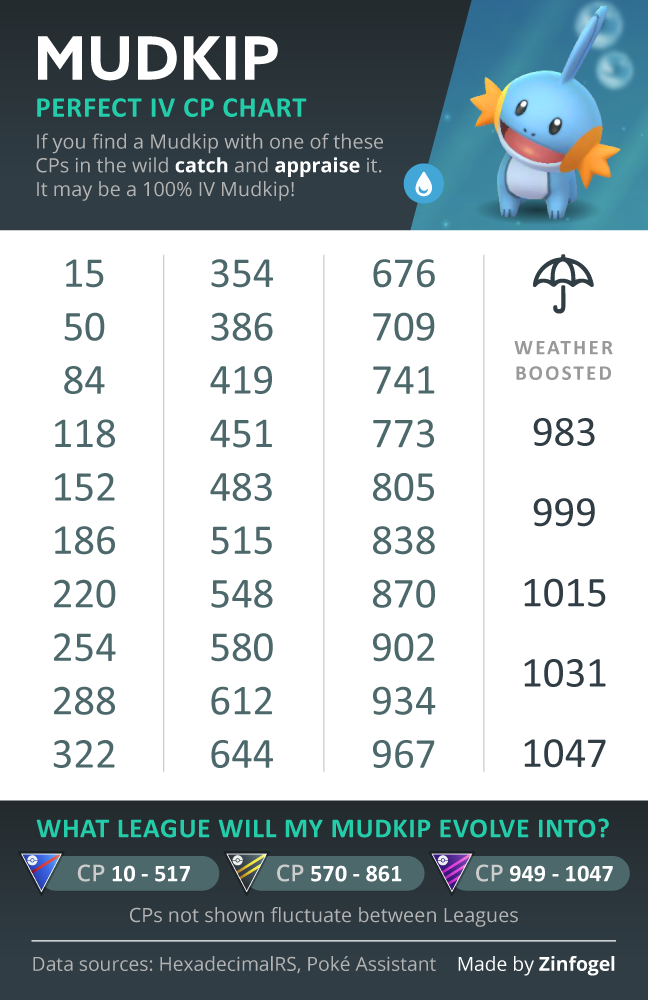 MUDKIP
PERFECT IV CP CHART
If you find a Mudkip with one of these
CPs in the wild catch and appraise it.
It may be a 100% IV Mudkip!
15
50
84
118
152
186
220
254
288
322
354
386
419
451
483
515
548
580
612
644
676
709
741
773
805
838
870
902
934
967
WEATHER
BOOSTED
983
999
1015
1031
1047
WHAT LEAGUE WILL MY MUDKIP EVOLVE INTO?
CP 10 - 517
CP 570 - 861
CP 949 - 1047
CPs not shown fluctuate between Leagues
Data sources: HexadecimalRS, Poké Assistant
Made by Zinfogel